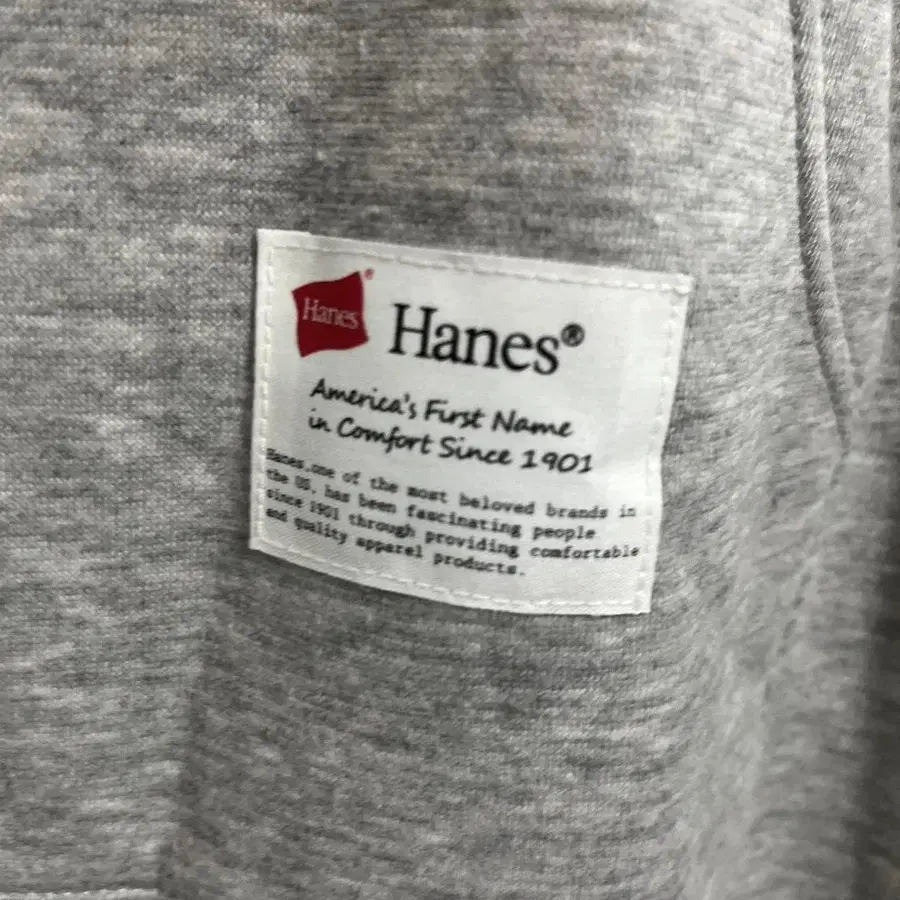 Hanes®
Hanes®
America's First Name
in Comfort Since 1901
Hanes,one of the most beloved brands in
the US, has been fascinating people
since 1901 through providing comfortable
and quality apparel products.